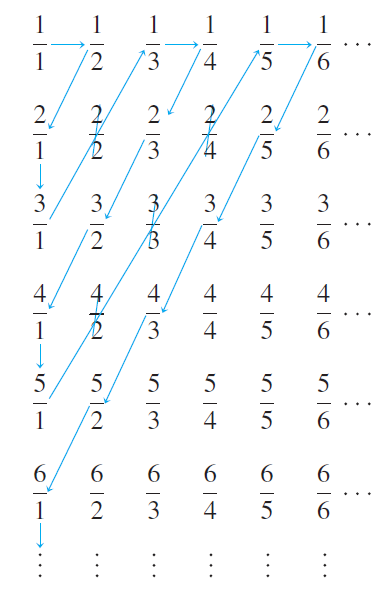 1/1 1/2 1/3 1/4 1/5 1/6 ⋯
2/1 2/2 2/3 2/4 2/5 2/6 ⋯
3/1 3/2 3/3 3/4 3/5 3/6 ⋯
4/1 4/2 4/3 4/4 4/5 4/6 ⋯
5/1 5/2 5/3 5/4 5/5 5/6 ⋯
6/1 6/2 6/3 6/4 6/5 6/6 ⋯
⋮ ⋮ ⋮ ⋮ ⋮ ⋮